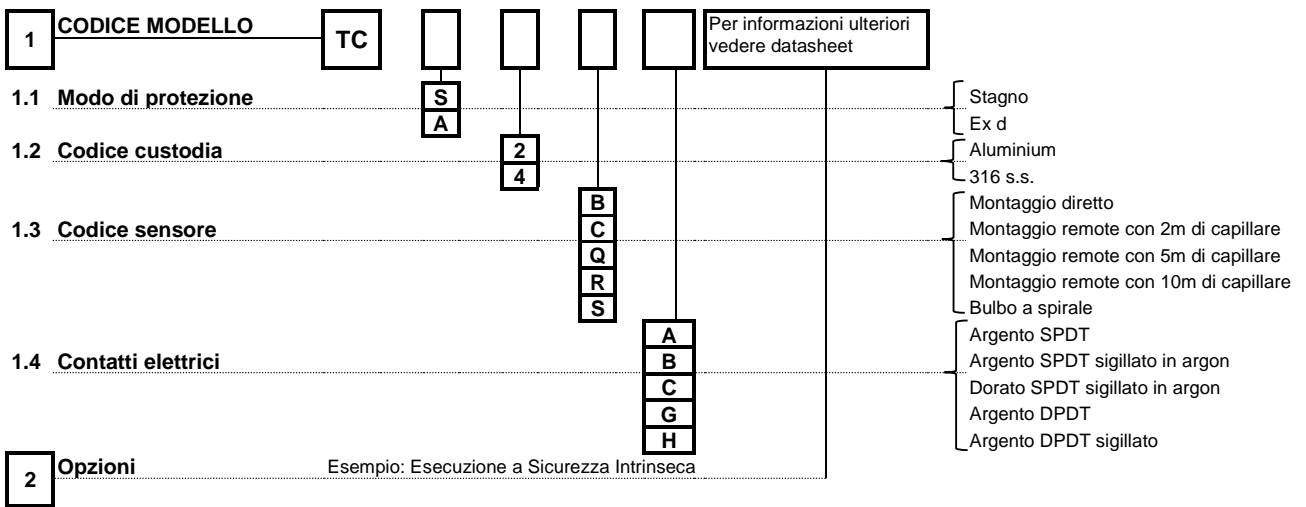 1 CODICE MODELLO TC Per informazioni ulteriori
vedere datasheet
1.1 Modo di protezione S Stagno
A Ex d
1.2 Codice custodia 2 Aluminium
4 316 s.s.
B Montaggio diretto
1.3 Codice sensore C Montaggio remote con 2m di capillare
Q Montaggio remote con 5m di capillare
R Montaggio remote con 10m di capillare
S Bulbo a spirale
A Argento SPDT
1.4 Contatti elettrici B Argento SPDT sigillato in argon
C Dorato SPDT sigillato in argon
G Argento DPDT
H Argento DPDT sigillato
2 Opzioni Esempio: Esecuzione a Sicurezza Intrinseca